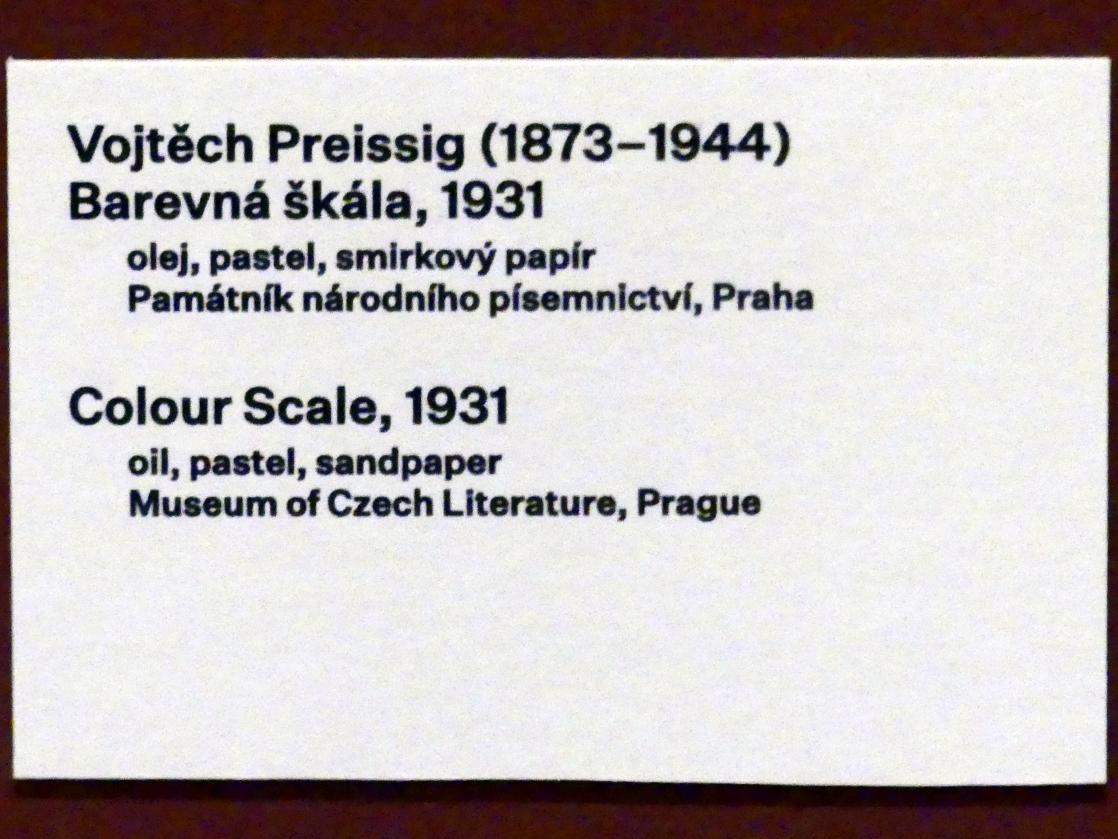 Vojtěch Preissig (1873–1944)
Barevná škála, 1931
olej, pastel, smirkový papír
Památník národního písemnictví, Praha
Colour Scale, 1931
oil, pastel, sandpaper
Museum of Czech Literature, Prague